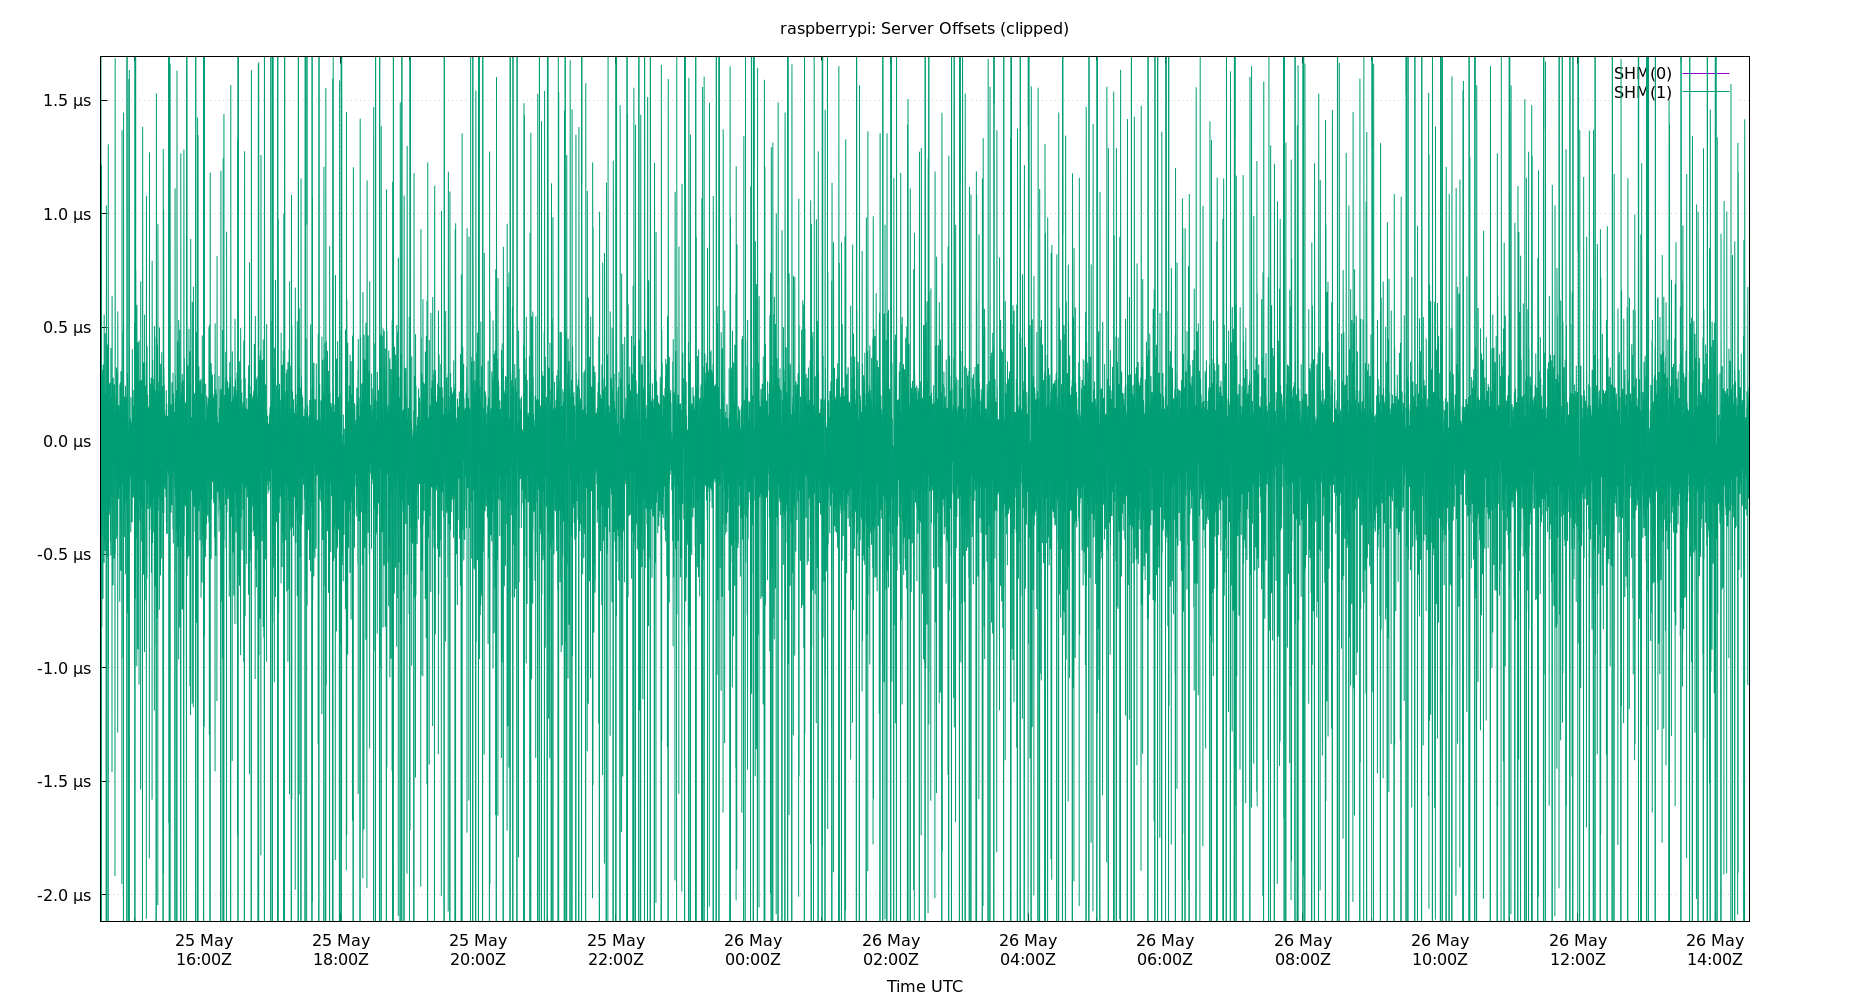 raspberrypi: Server Offsets (clipped)
SHM(0)
SHM(1)
1.5 µs
1.0 µs
0.5 µs
0.0 µs
-0.5 µs
-1.0 µs
-1.5 µs
-2.0 µs
25 May 25 May 25 May 25 May 26 May 26 May 26 May 26 May 26 May 26 May 26 May 26 May
16:00Z 18:00Z 20:00Z 22:00Z 00:00Z 02:00Z 04:00Z 06:00Z 08:00Z 10:00Z 12:00Z 14:00Z
Time UTC